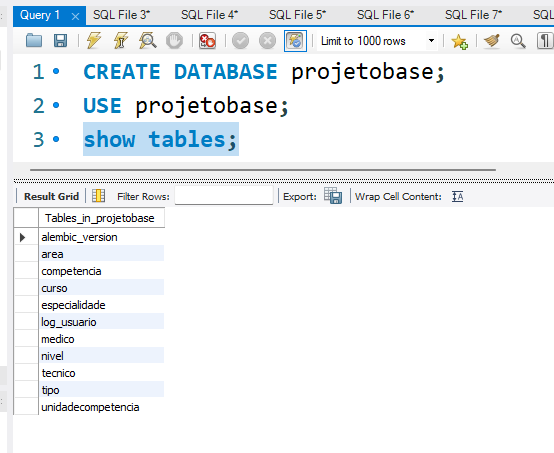 Query 1 × SQL File 3* SQL File 4* SQL File 5* SQL File 6* SQL File 7* SQL File
Limit to 1000 rows
1 CREATE DATABASE projetobase;
2 USE projetobase;
3 show tables;
Result Grid Filter Rows: Export: Wrap Cell Content:
Tables_in_projetobase
alembic_version
area
competencia
curso
especialidade
log_usuario
medico
nivel
tecnico
tipo
unidadecompetencia